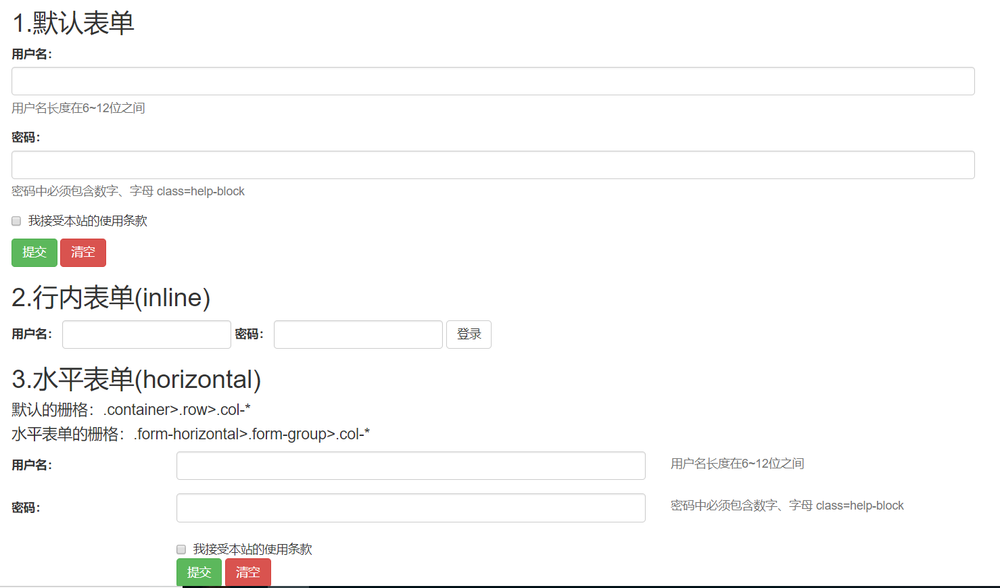 1.默认表单
用户名：
用户名长度在6~12位之间
密码：
密码中必须包含数字、字母 class=help-block
我接受本站的使用条款
提交 清空
2.行内表单(inline)
用户名： 密码： 登录
3.水平表单(horizontal)
默认的栅格：.container>.row>.col-*
水平表单的栅格：.form-horizontal>.form-group>.col-*
用户名： 用户名长度在6~12位之间
密码： 密码中必须包含数字、字母 class=help-block
我接受本站的使用条款
提交 清空